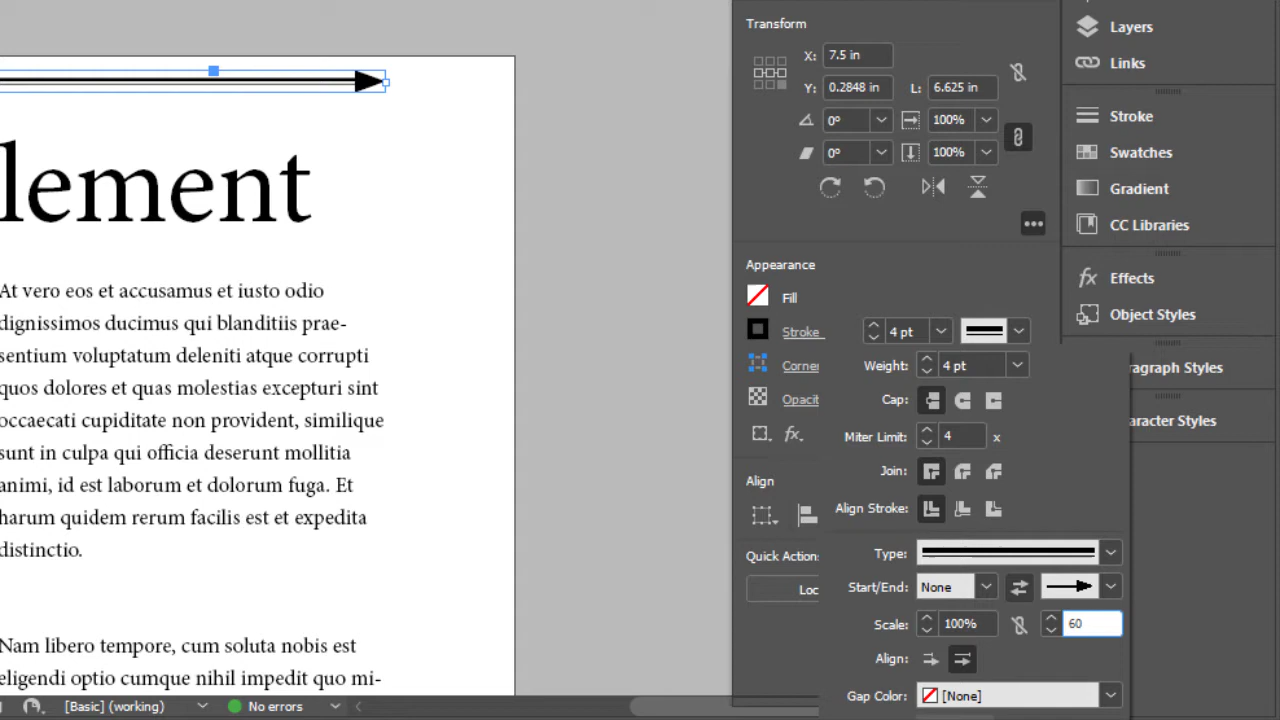 Transform
X:
7.5 in
Y:
0.2848 in
L:
6.625 in
0°
100%
0°
100%
Appearance
Fill
Stroke
4 pt
Corner
Weight:
4 pt
Opacit
Cap:
Miter Limit:
4
x
fx.
Join:
Align
Align Stroke:
Quick Action
Type:
Loc
Start/End:
None
Scale:
100%
60
Align:
Gap Color:
[None]
Layers
Links
Stroke
Swatches
Gradient
CC Libraries
fx
Effects
Object Styles
ragraph Styles
aracter Styles
lement
At vero eos et accusamus et iusto odio
dignissimos ducimus qui blanditiis prae-
sentium voluptatum deleniti atque corrupti
quos dolores et quas molestias excepturi sint
occaecati cupiditate non provident, similique
sunt in culpa qui officia deserunt mollitia
animi, id est laborum et dolorum fuga. Et
harum quidem rerum facilis est et expedita
distinctio.
Nam libero tempore, cum soluta nobis est
eligendi optio cumque nihil impedit quo mi-
[Basic] (working)
No errors